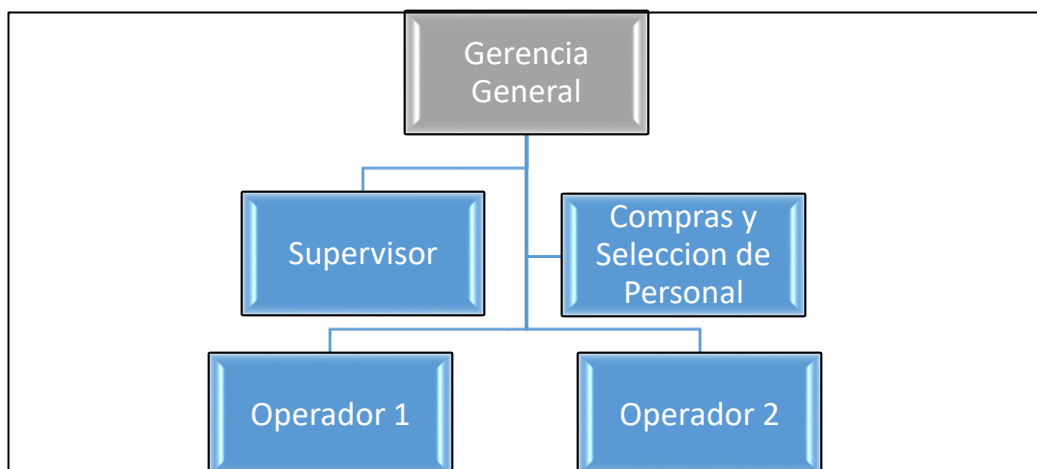 Gerencia
General
Supervisor
Compras y
Seleccion de
Personal
Operador 1
Operador 2